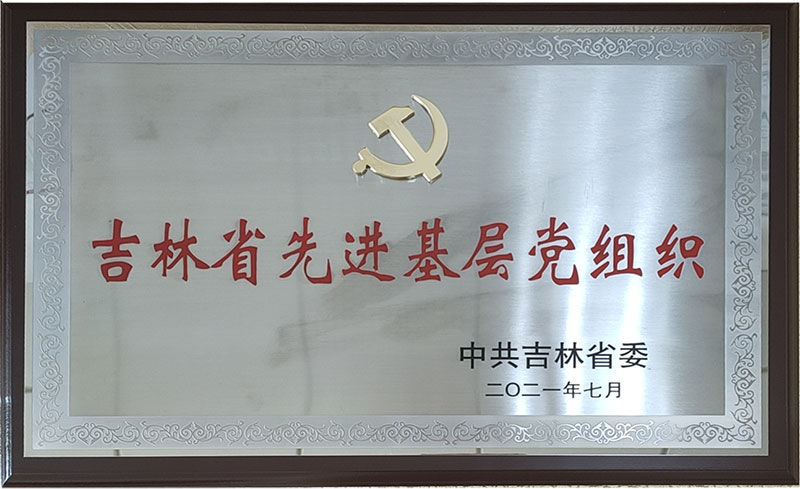 吉林省先进基层党组织
中共吉林省委
二〇二一年七月